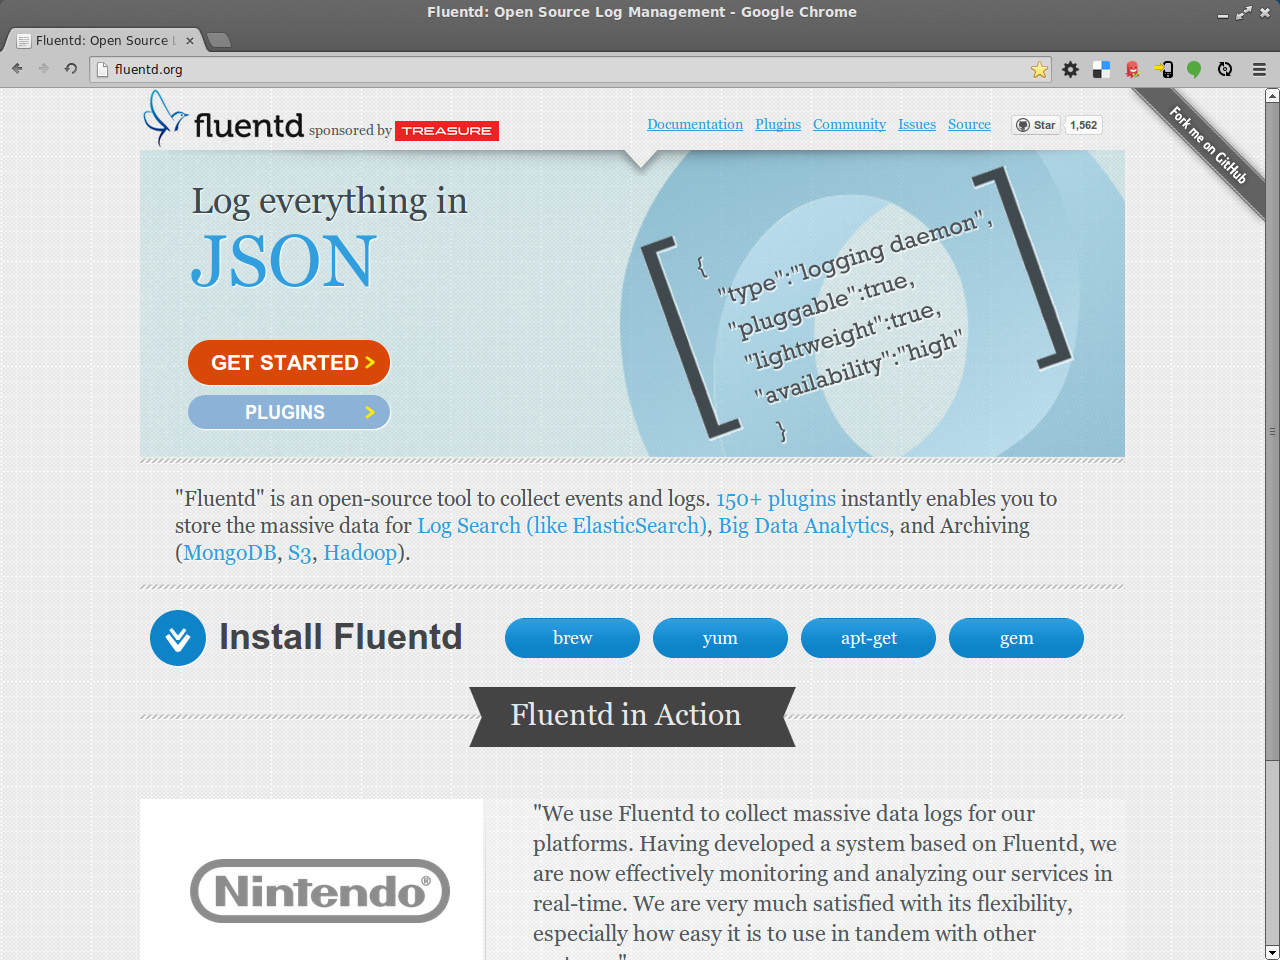 Fluentd: Open Source Log Management - Google Chrome
Fluentd: Open Source
fluentd.org
fluentd sponsored by TREASURE
Documentation Plugins Community Issues Source Star 1,562
Fork me on GitHub
Log everything in
JSON
GET STARTED
PLUGINS
{
"type":"logging daemon",
"pluggable":true,
"lightweight":true,
"availability":"high"
}
"Fluentd" is an open-source tool to collect events and logs. 150+ plugins instantly enables you to
store the massive data for Log Search (like ElasticSearch), Big Data Analytics, and Archiving
(MongoDB, S3, Hadoop).
Install Fluentd brew yum apt-get gem
Fluentd in Action
Nintendo®
"We use Fluentd to collect massive data logs for our
platforms. Having developed a system based on Fluentd, we
are now effectively monitoring and analyzing our services in
real-time. We are very much satisfied with its flexibility,
especially how easy it is to use in tandem with other